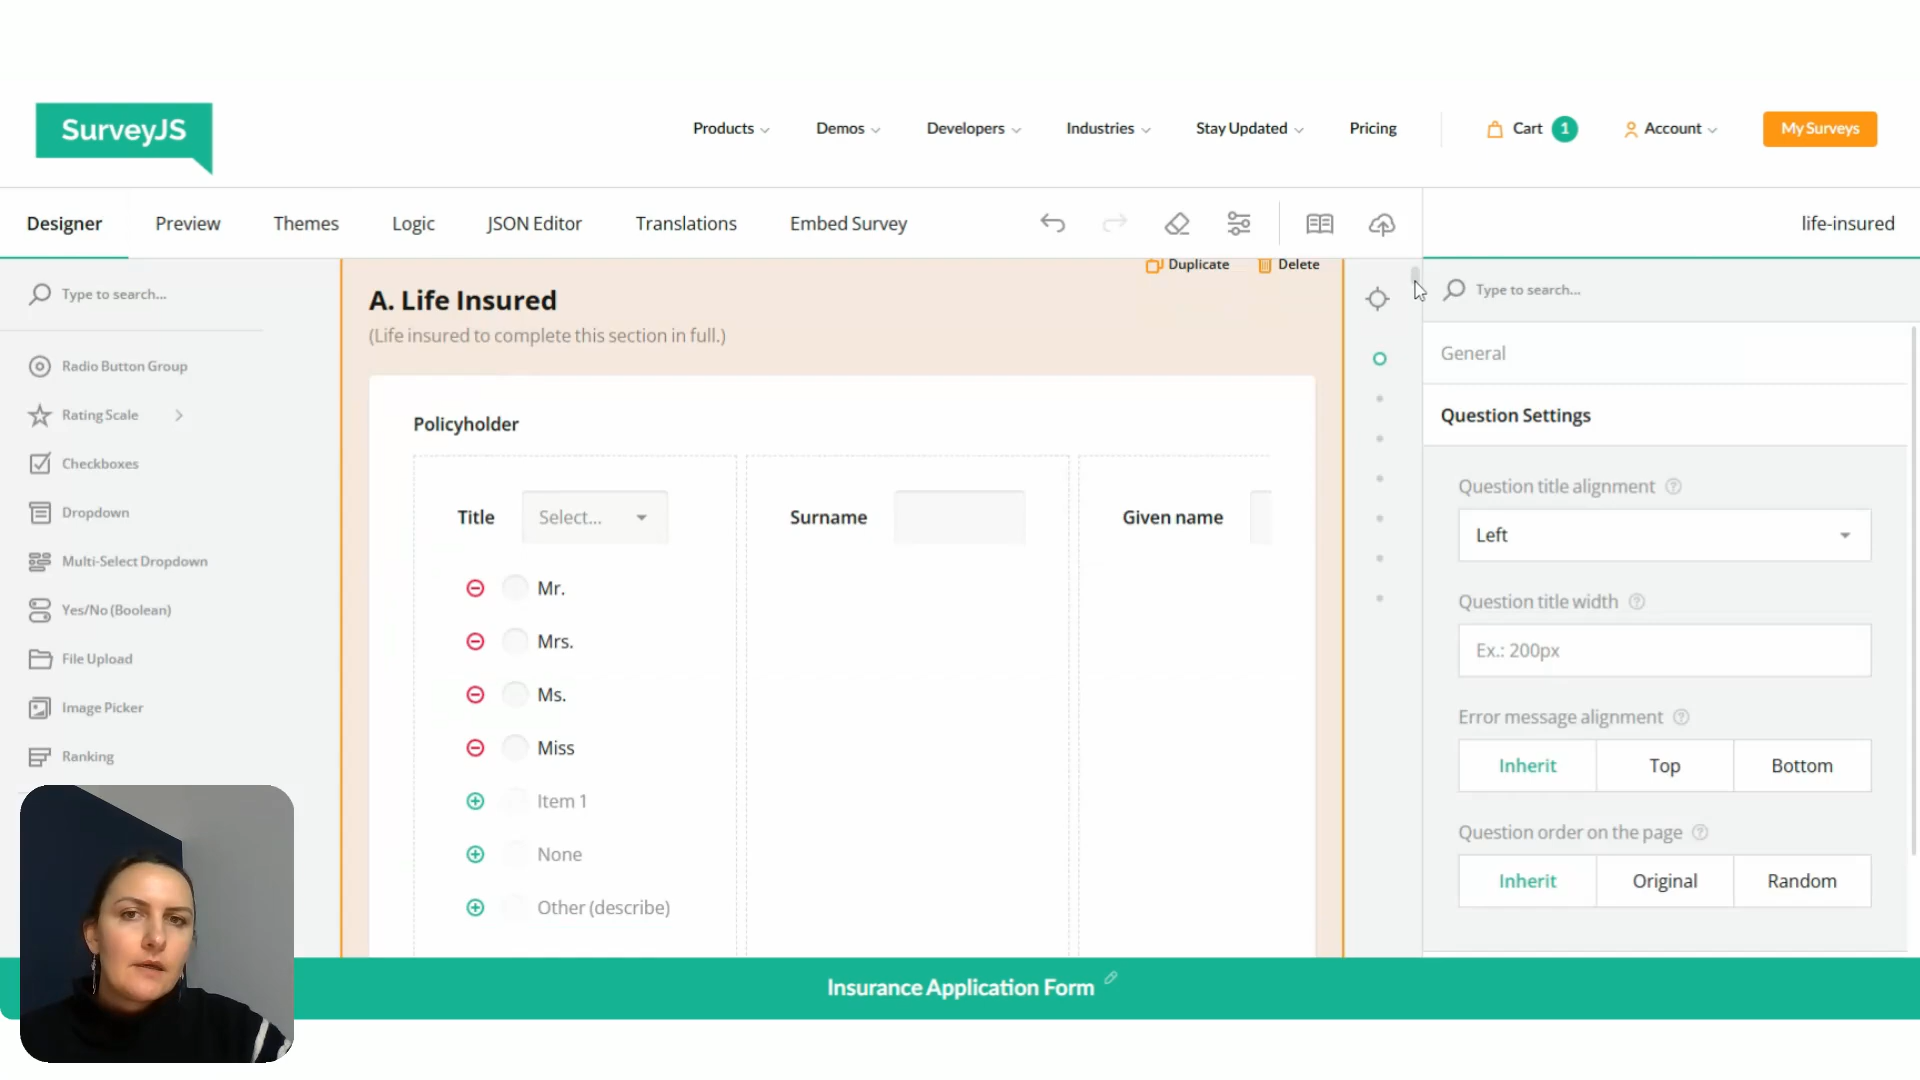 SurveyJS
Products
Demos
Developers
Industries
Stay Updated
Pricing
Cart 1
Account
My Surveys
Designer
Preview
Themes
Logic
JSON Editor
Translations
Embed Survey
life-insured
Type to search...
Radio Button Group
Rating Scale
Checkboxes
Dropdown
Multi-Select Dropdown
Yes/No (Boolean)
File Upload
Image Picker
Ranking
Duplicate
Delete
A. Life Insured
(Life insured to complete this section in full.)
Policyholder
Title
Select...
Surname
Given name
Mr.
Mrs.
Ms.
Miss
Item 1
None
Other (describe)
Type to search...
General
Question Settings
Question title alignment
Left
Question title width
Ex.: 200px
Error message alignment
Inherit
Top
Bottom
Question order on the page
Inherit
Original
Random
Insurance Application Form